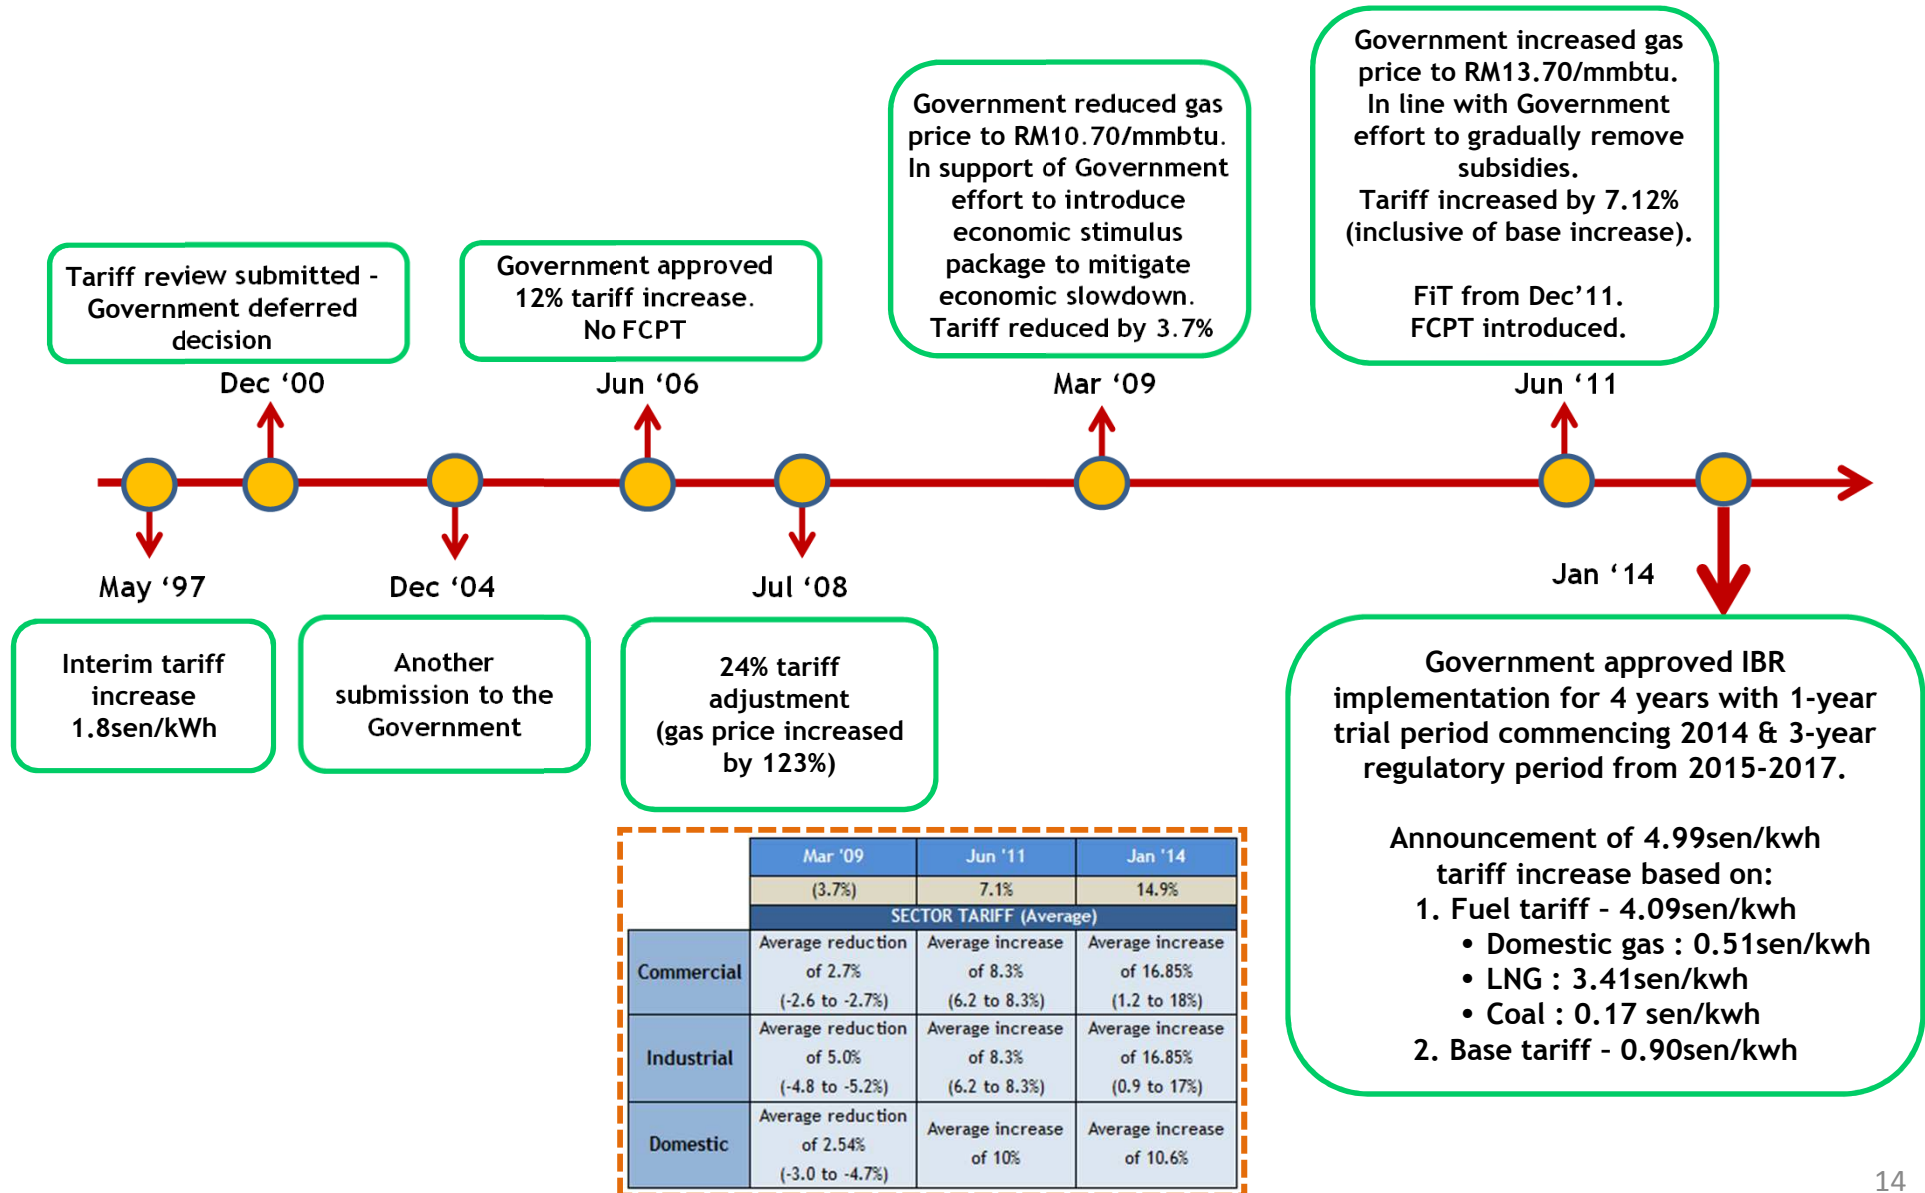 Tariff review submitted -
Government deferred
decision
Dec ‘00
Government approved
12% tariff increase.
No FCPT
Jun ‘06
Government reduced gas
price to RM10.70/mmbtu.
In support of Government
effort to introduce
economic stimulus
package to mitigate
economic slowdown.
Tariff reduced by 3.7%
Mar ‘09
Government increased gas
price to RM13.70/mmbtu.
In line with Government
effort to gradually remove
subsidies.
Tariff increased by 7.12%
(inclusive of base increase).
FiT from Dec’11.
FCPT introduced.
Jun ‘11
May ‘97
Interim tariff
increase
1.8sen/kWh
Dec ‘04
Another
submission to the
Government
Jul ‘08
24% tariff
adjustment
(gas price increased
by 123%)
Jan ‘14
Government approved IBR
implementation for 4 years with 1-year
trial period commencing 2014 & 3-year
regulatory period from 2015-2017.
Announcement of 4.99sen/kwh
tariff increase based on:
1. Fuel tariff – 4.09sen/kwh
• Domestic gas : 0.51sen/kwh
• LNG : 3.41sen/kwh
• Coal : 0.17 sen/kwh
2. Base tariff – 0.90sen/kwh
Mar '09 Jun '11 Jan '14
(3.7%) 7.1% 14.9%
SECTOR TARIFF (Average)
Commercial
Average reduction
of 2.7%
(-2.6 to -2.7%)
Average increase
of 8.3%
(6.2 to 8.3%)
Average increase
of 16.85%
(1.2 to 18%)
Industrial
Average reduction
of 5.0%
(-4.8 to -5.2%)
Average increase
of 8.3%
(6.2 to 8.3%)
Average increase
of 16.85%
(0.9 to 17%)
Domestic
Average reduction
of 2.54%
(-3.0 to -4.7%)
Average increase
of 10%
Average increase
of 10.6%
14